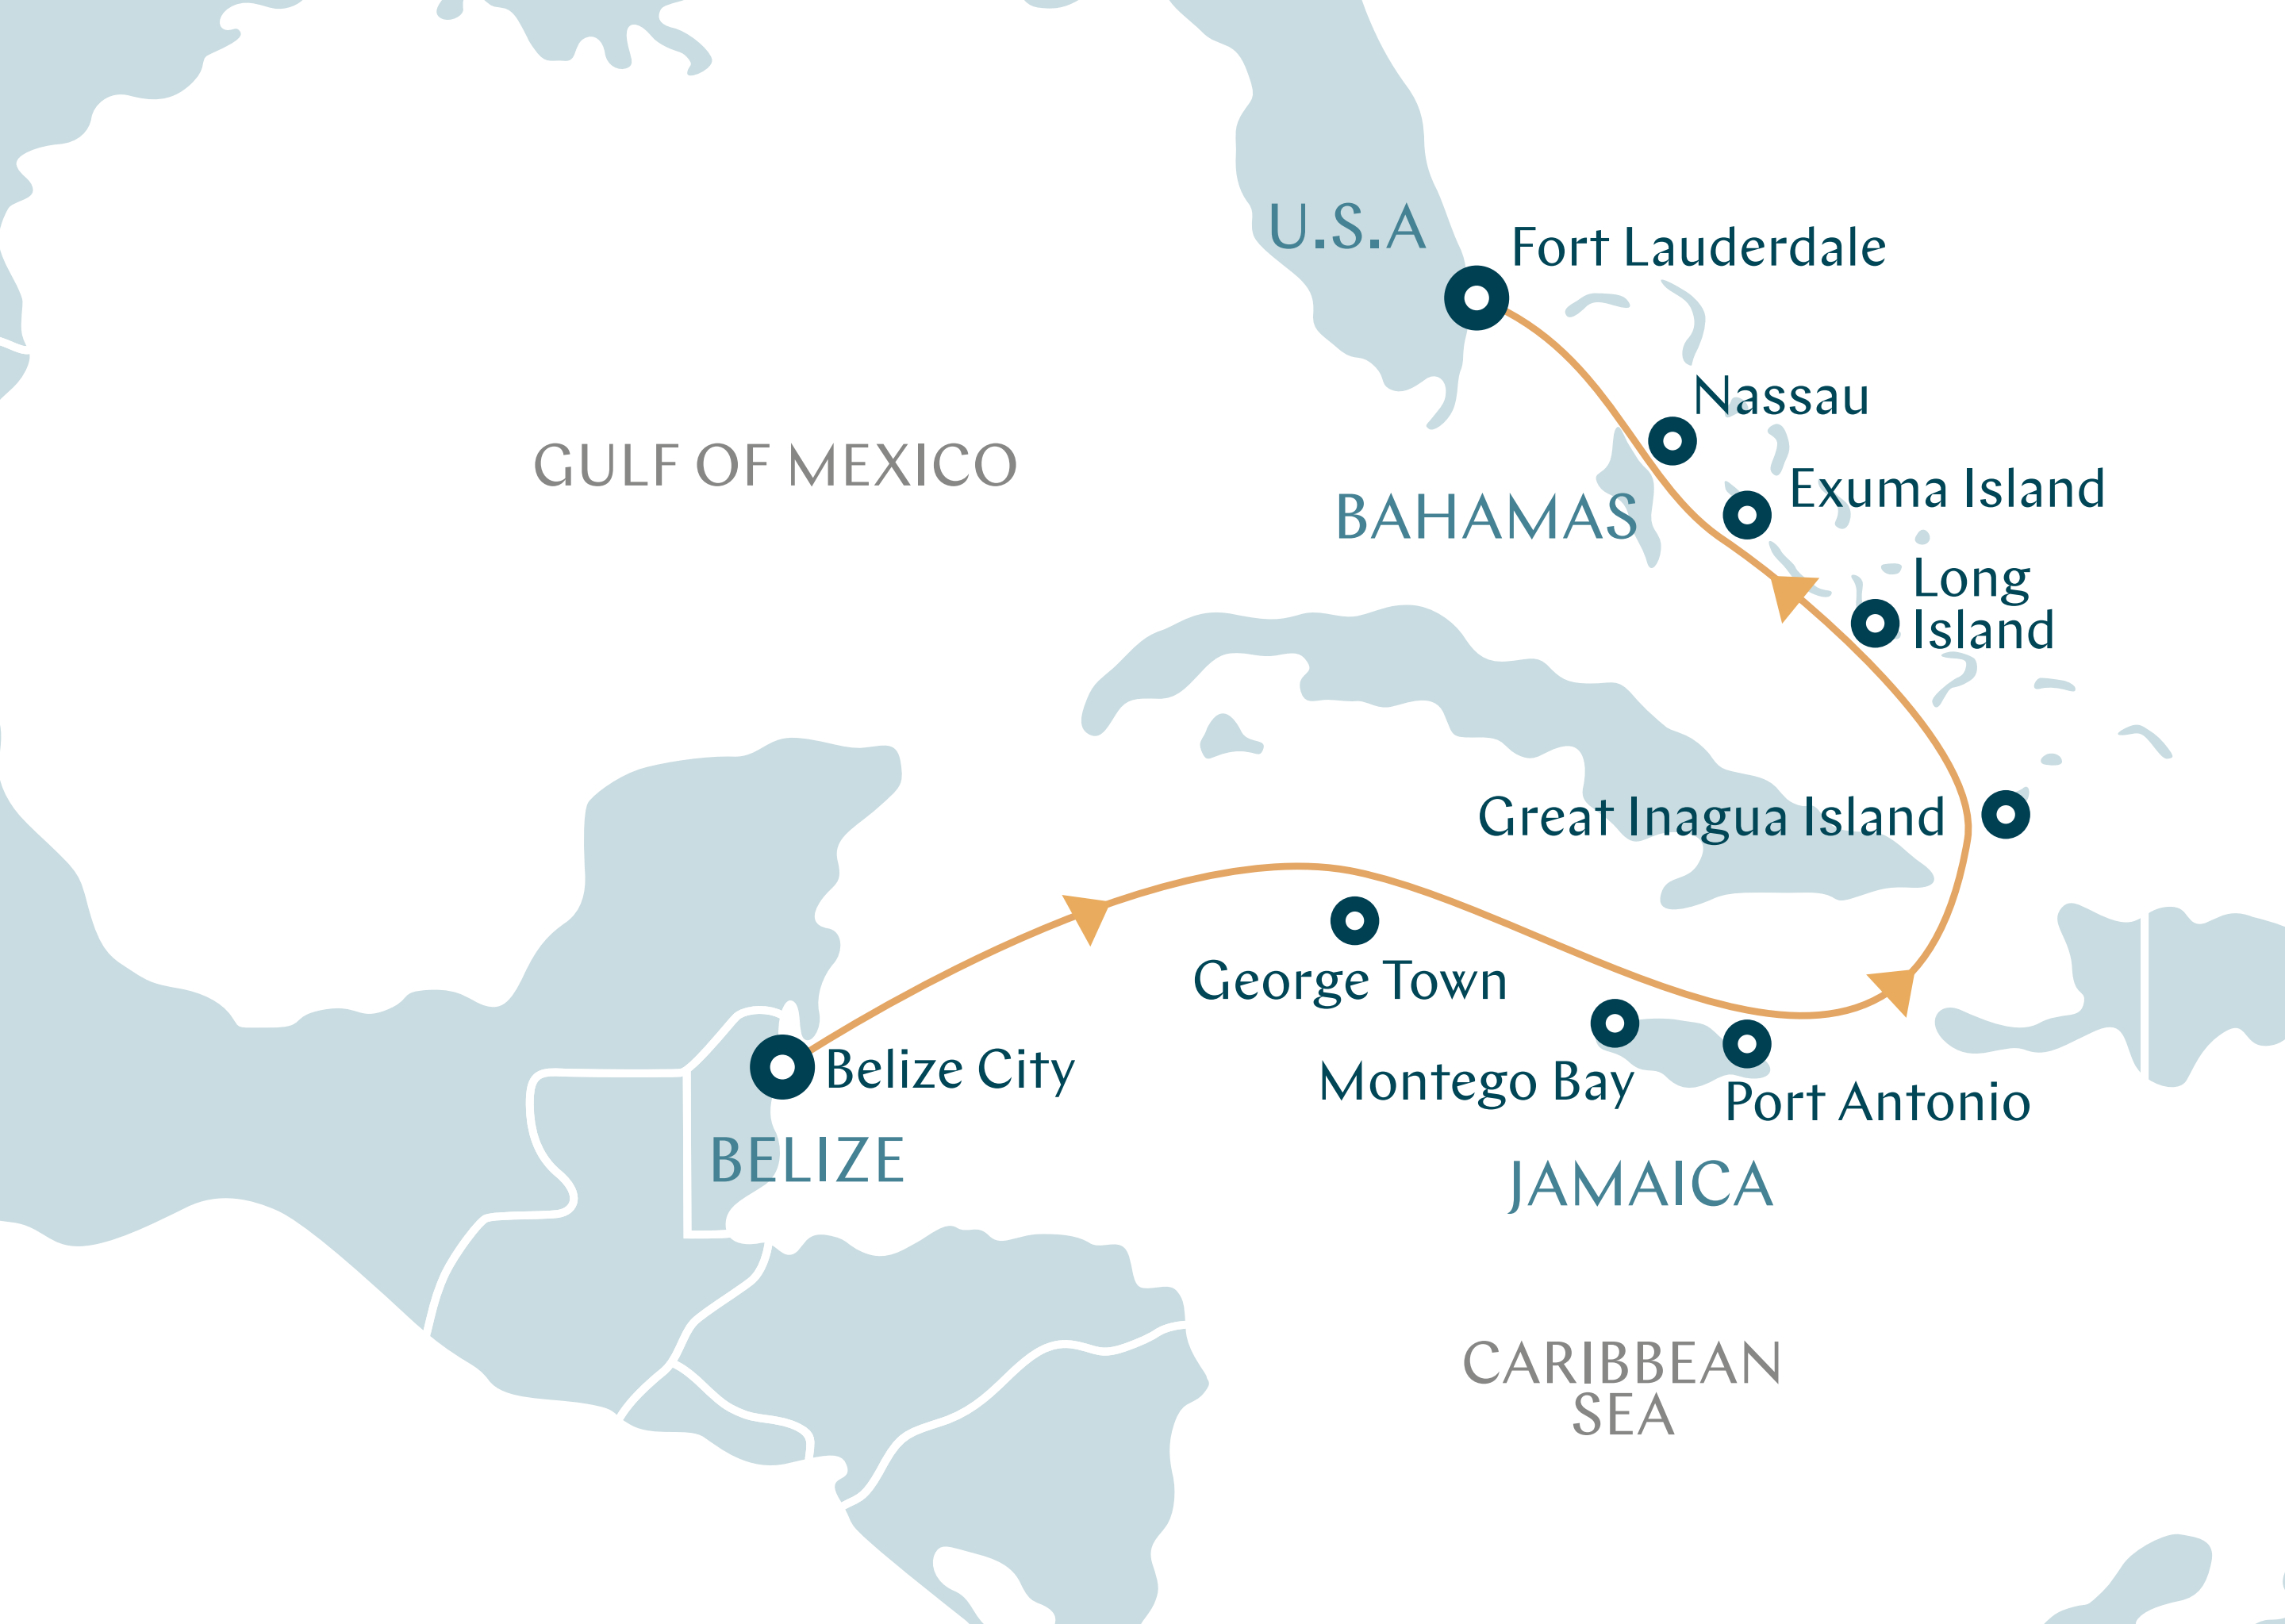 U.S.A
Fort Lauderdale
Nassau
GULF OF MEXICO
Exuma Island
BAHAMAS
Long
Island
Great Inagua Island
George Town
Belize City
Montego Bay
Port Antonio
BELIZE
JAMAICA
CARIBBEAN
SEA